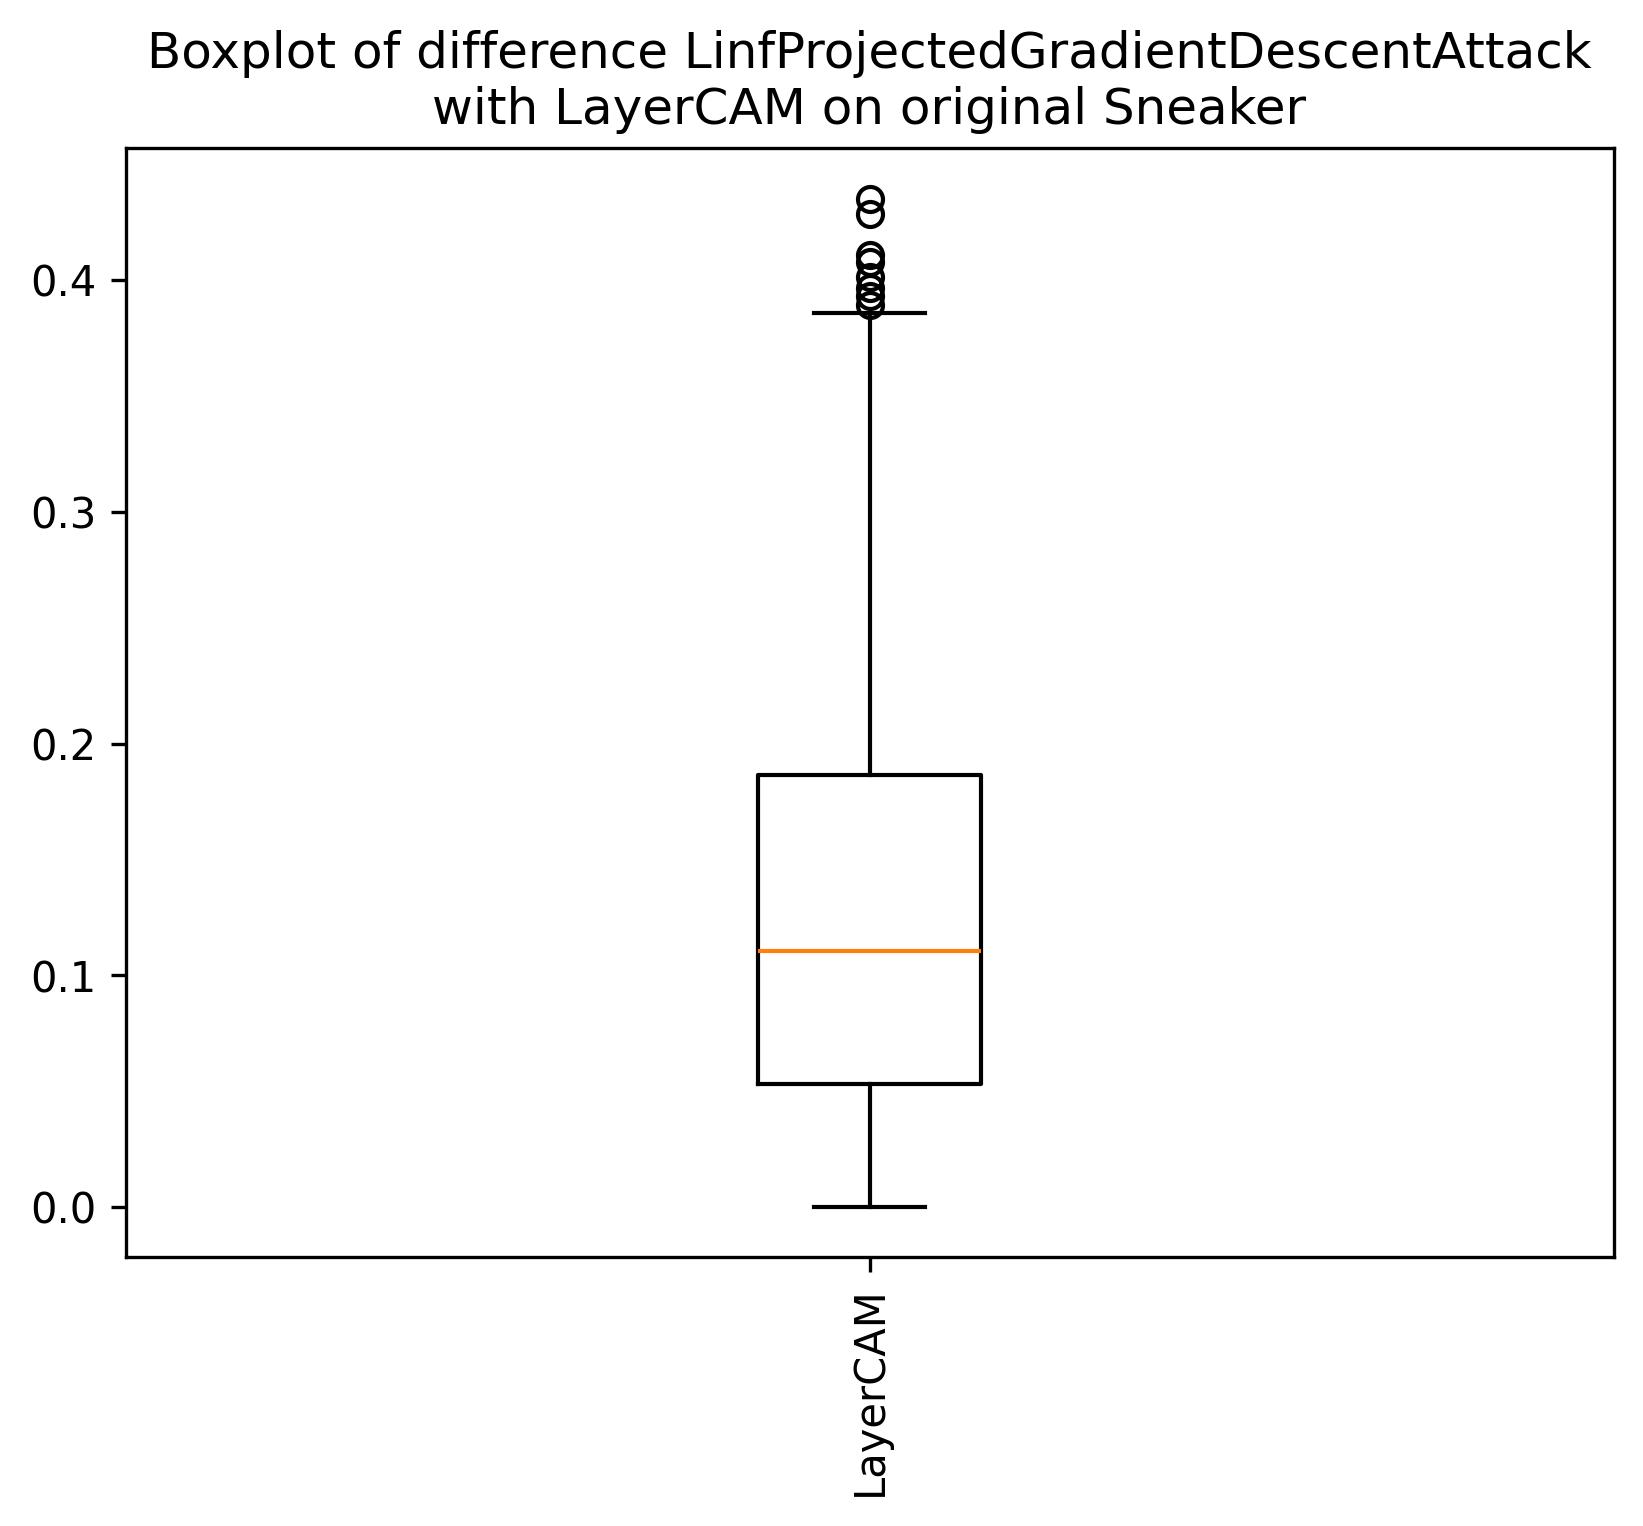 Boxplot of difference LinfProjectedGradientDescentAttack
with LayerCAM on original Sneaker
0.4
0.3
0.2
0.1
0.0
LayerCAM